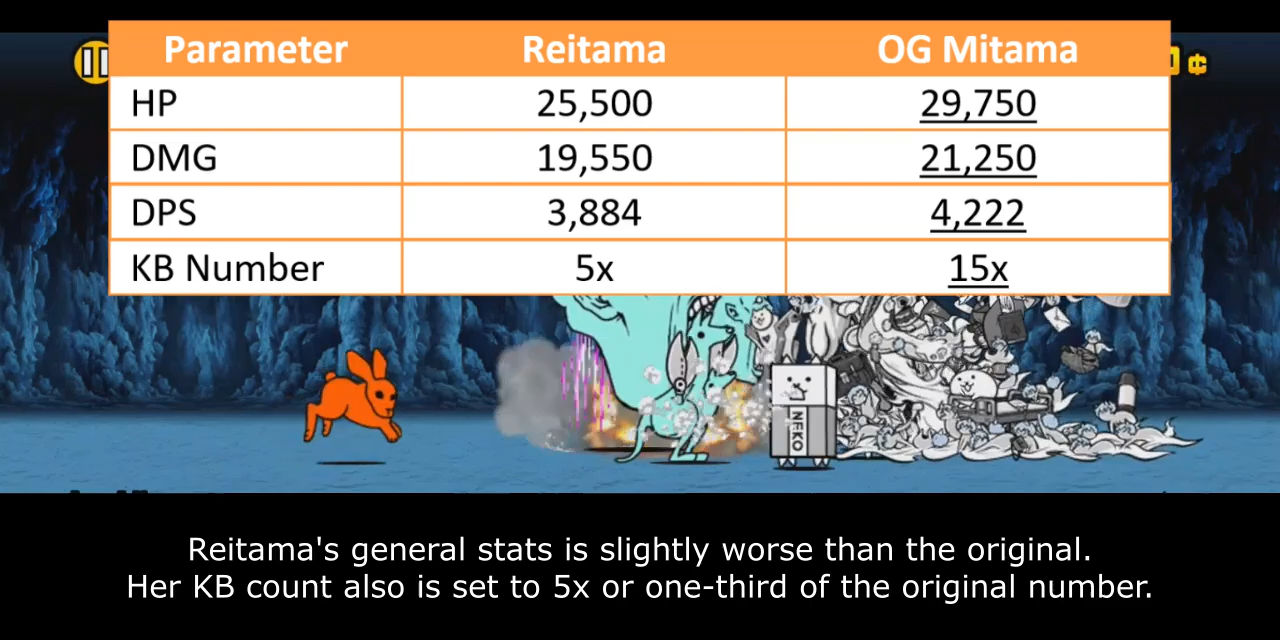 Parameter Reitama OG Mitama
HP 25,500 29,750
DMG 19,550 21,250
DPS 3,884 4,222
KB Number 5x 15x
NEKO
Reitama's general stats is slightly worse than the original.
Her KB count also is set to 5x or one-third of the original number.